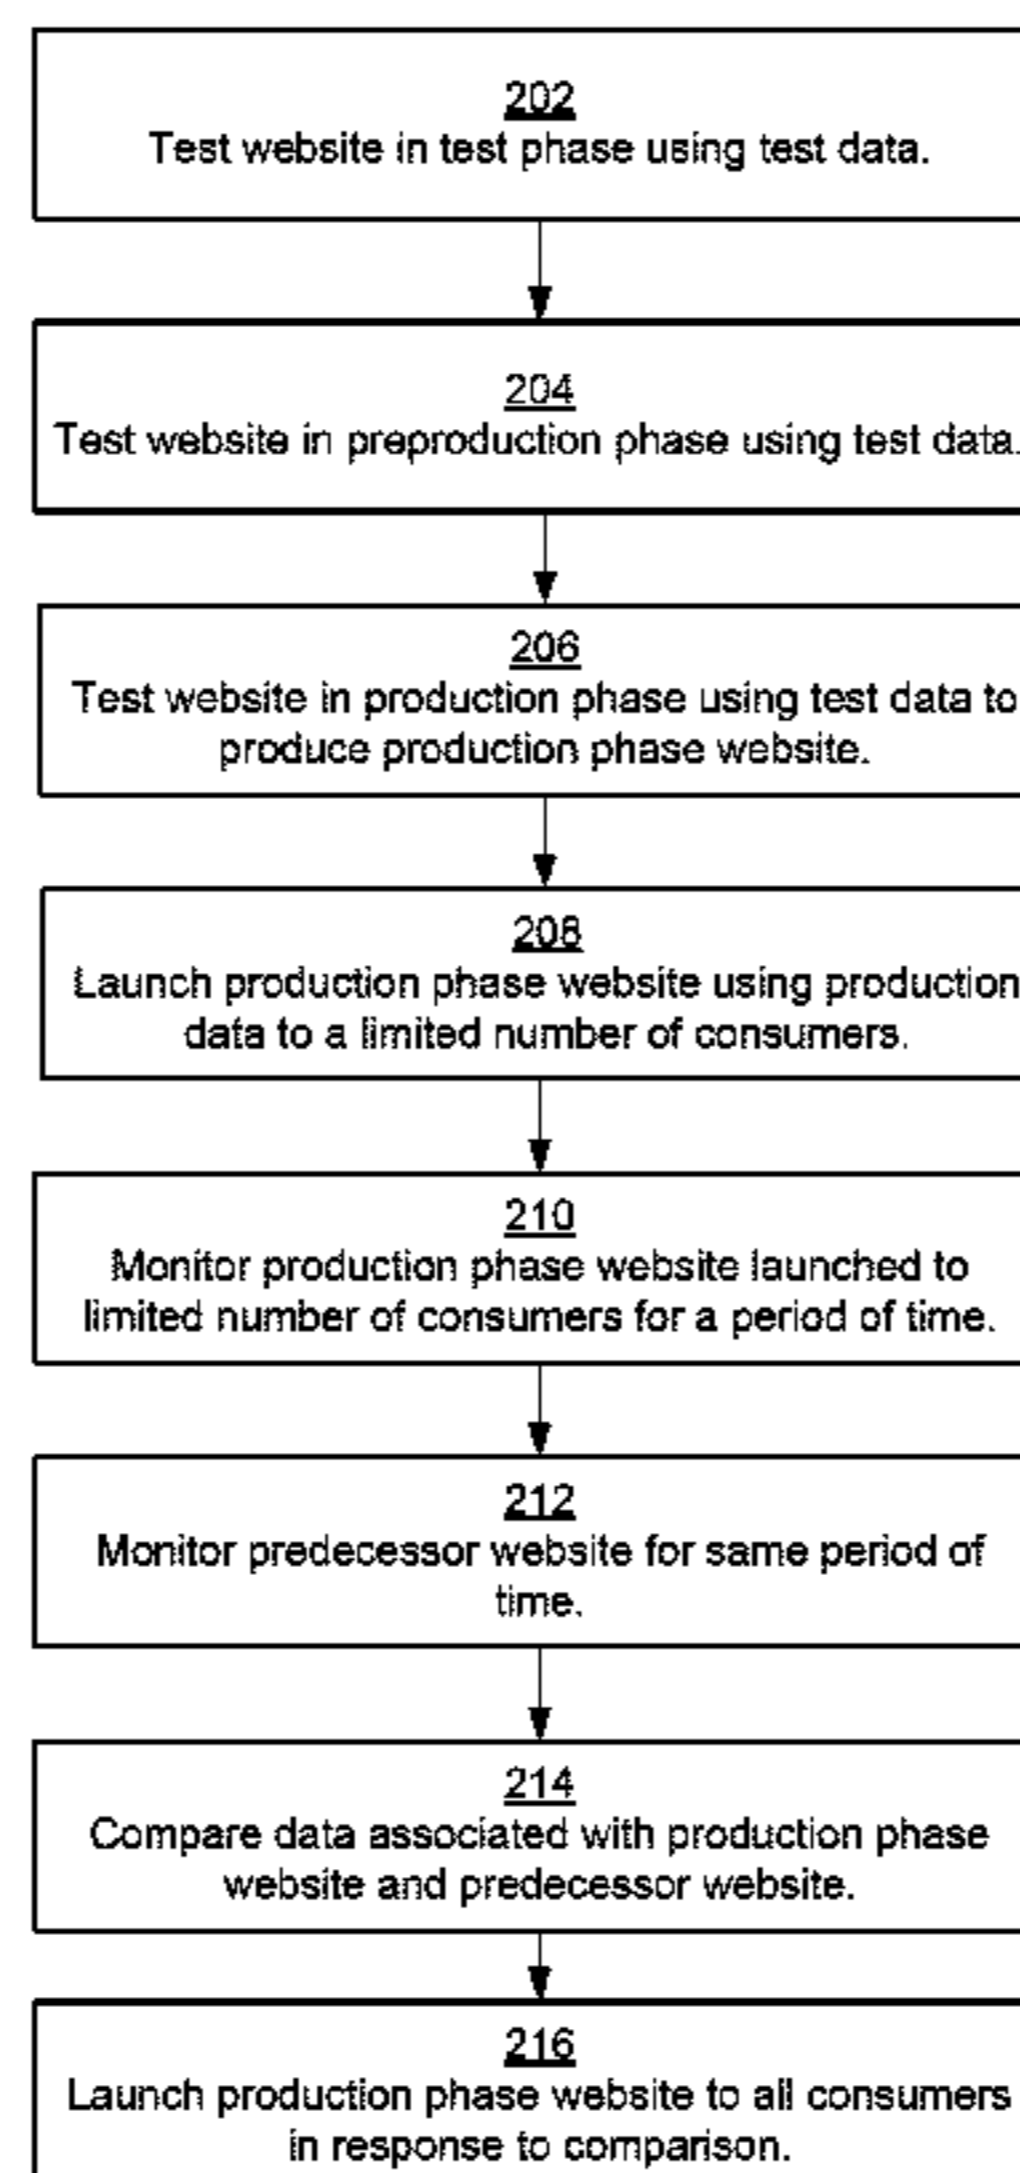 202
Test website in test phase using test data.
204
Test website in preproduction phase using test data.
206
Test website in production phase using test data to
produce production phase website.
208
Launch production phase website using production
data to a limited number of consumers.
210
Monitor production phase website launched to
limited number of consumers for a period of time.
212
Monitor predecessor website for same period of
time.
214
Compare data associated with production phase
website and predecessor website.
216
Launch production phase website to all consumers
in response to comparison.